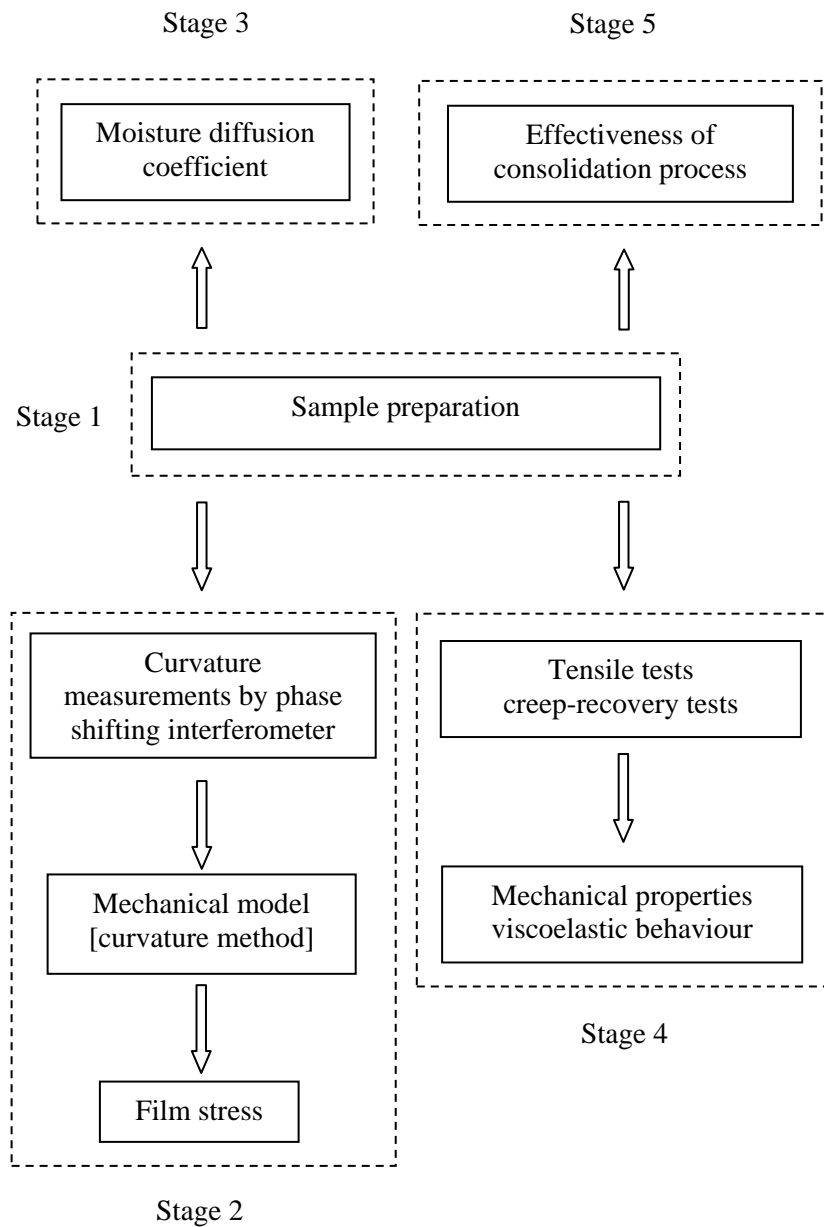 Stage 3
Stage 5
Moisture diffusion
coefficient
Effectiveness of
consolidation process
Stage 1
Sample preparation
Curvature
measurements by phase
shifting interferometer
Mechanical model
[curvature method]
Film stress
Stage 2
Tensile tests
creep-recovery tests
Mechanical properties
viscoelastic behaviour
Stage 4